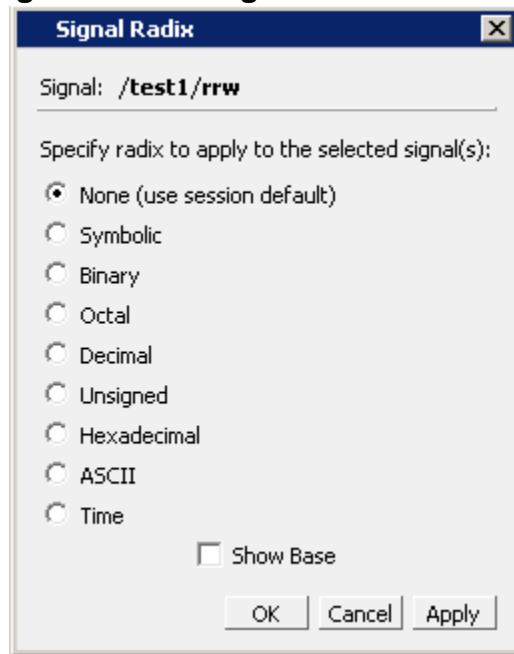 Signal Radix
Signal: /test1/rrw
Specify radix to apply to the selected signal(s):
None (use session default)
Symbolic
Binary
Octal
Decimal
Unsigned
Hexadecimal
ASCII
Time
Show Base
OK Cancel Apply